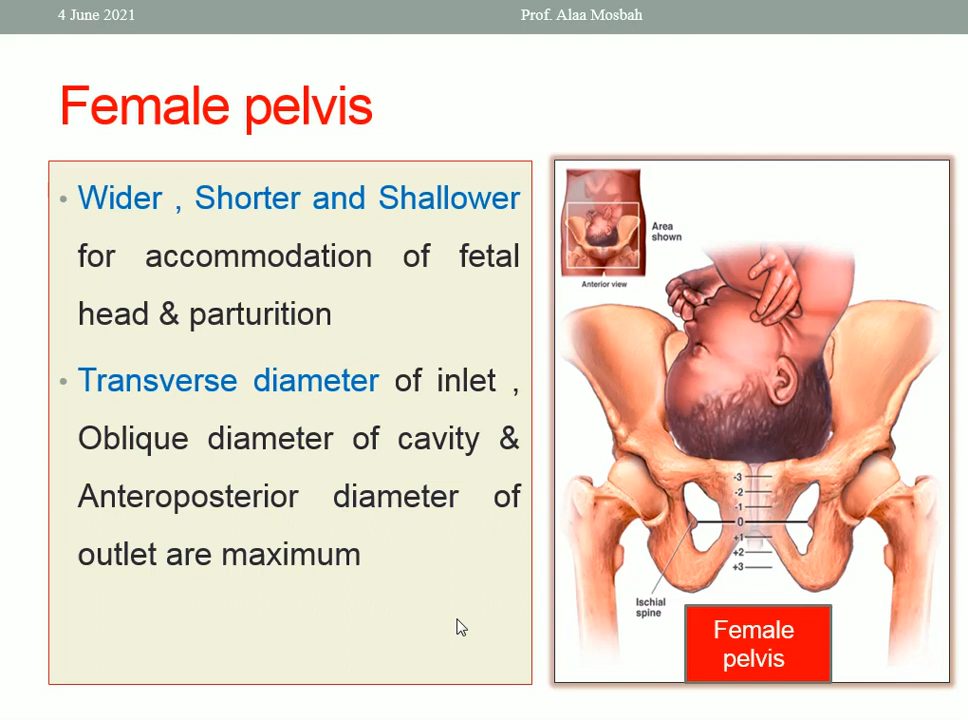 4 June 2021
Prof. Alaa Mosbah
Female pelvis
• Wider , Shorter and Shallower
for accommodation of fetal
head & parturition
• Transverse diameter of inlet ,
Oblique diameter of cavity &
Anteroposterior diameter of
outlet are maximum
Area
shown
Anterior view
-3
-2
-1
0
+1
+2
+3
Ischial
spine
Female
pelvis